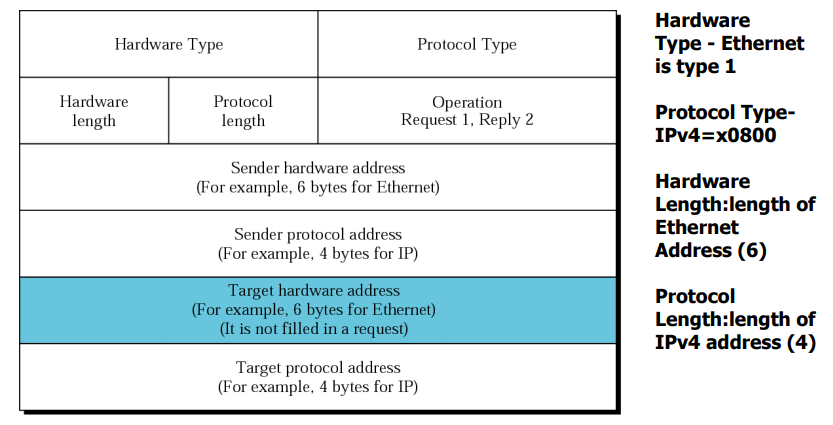 Hardware Type
Protocol Type
Hardware
length
Protocol
length
Operation
Request 1, Reply 2
Sender hardware address
(For example, 6 bytes for Ethernet)
Sender protocol address
(For example, 4 bytes for IP)
Target hardware address
(For example, 6 bytes for Ethernet)
(It is not filled in a request)
Target protocol address
(For example, 4 bytes for IP)
Hardware
Type - Ethernet
is type 1
Protocol Type-
IPv4=x0800
Hardware
Length:length of
Ethernet
Address (6)
Protocol
Length:length of
IPv4 address (4)